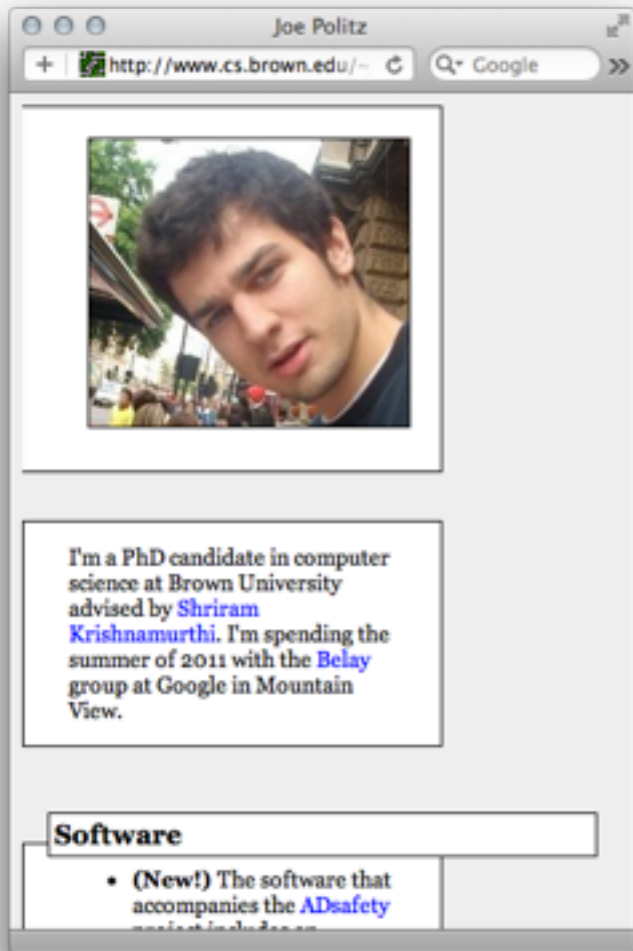 Joe Politz
http://www.cs.brown.edu/~
Google
I'm a PhD candidate in computer
science at Brown University
advised by Shriram
Krishnamurthi. I'm spending the
summer of 2011 with the Belay
group at Google in Mountain
View.
Software
• (New!) The software that
accompanies the ADsafety